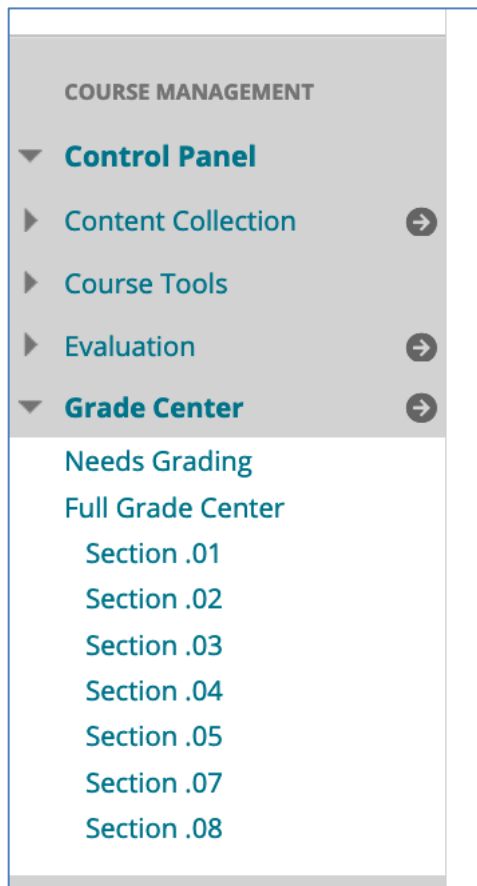 COURSE MANAGEMENT
Control Panel
Content Collection
Course Tools
Evaluation
Grade Center
Needs Grading
Full Grade Center
Section .01
Section .02
Section .03
Section .04
Section .05
Section .07
Section .08